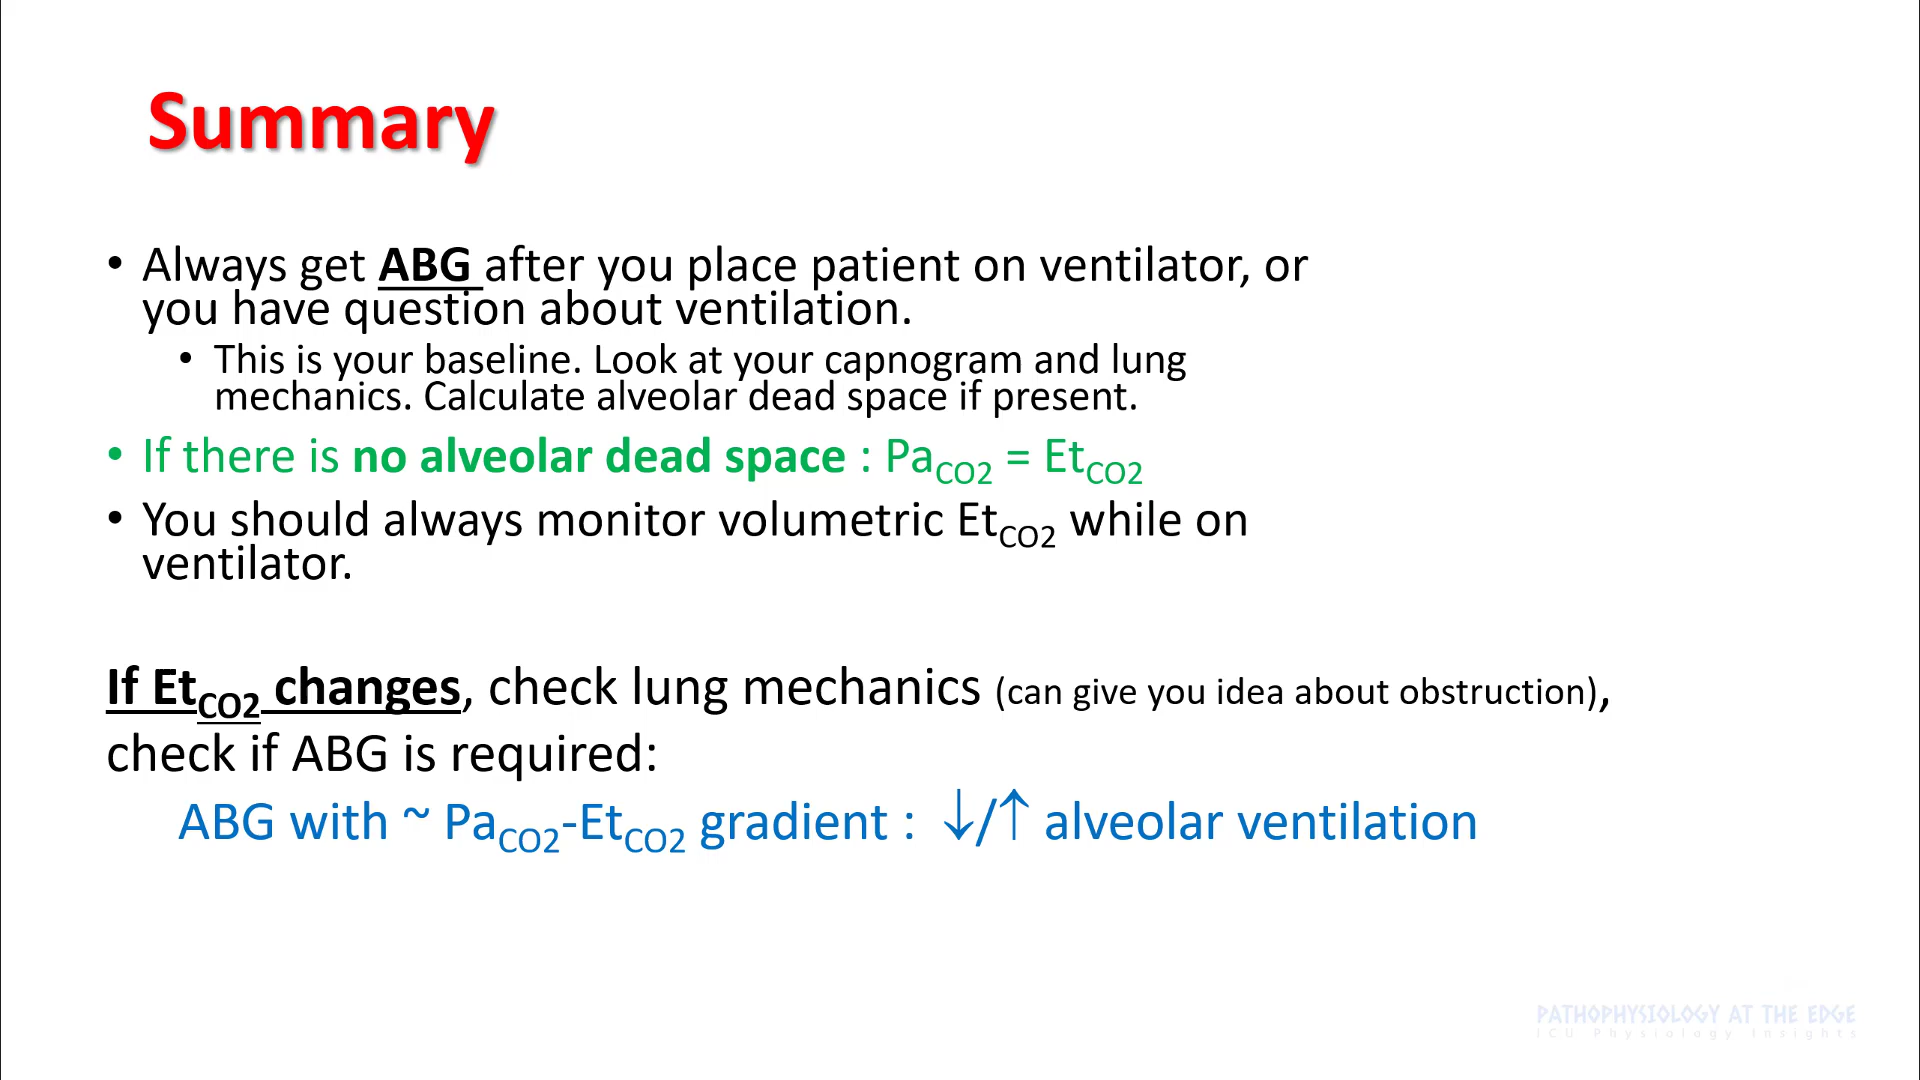 Summary
• Always get ABG after you place patient on ventilator, or
you have question about ventilation.
• This is your baseline. Look at your capnogram and lung
mechanics. Calculate alveolar dead space if present.
• If there is no alveolar dead space : PaCO2 = EtCO2
• You should always monitor volumetric EtCO2 while on
ventilator.
If EtCO2 changes, check lung mechanics (can give you idea about obstruction),
check if ABG is required:
ABG with ~ PaCO2-EtCO2 gradient : ↓/↑ alveolar ventilation
PATHOPHYSIOLOGY AT THE EDGE
ICU Physiology Insights